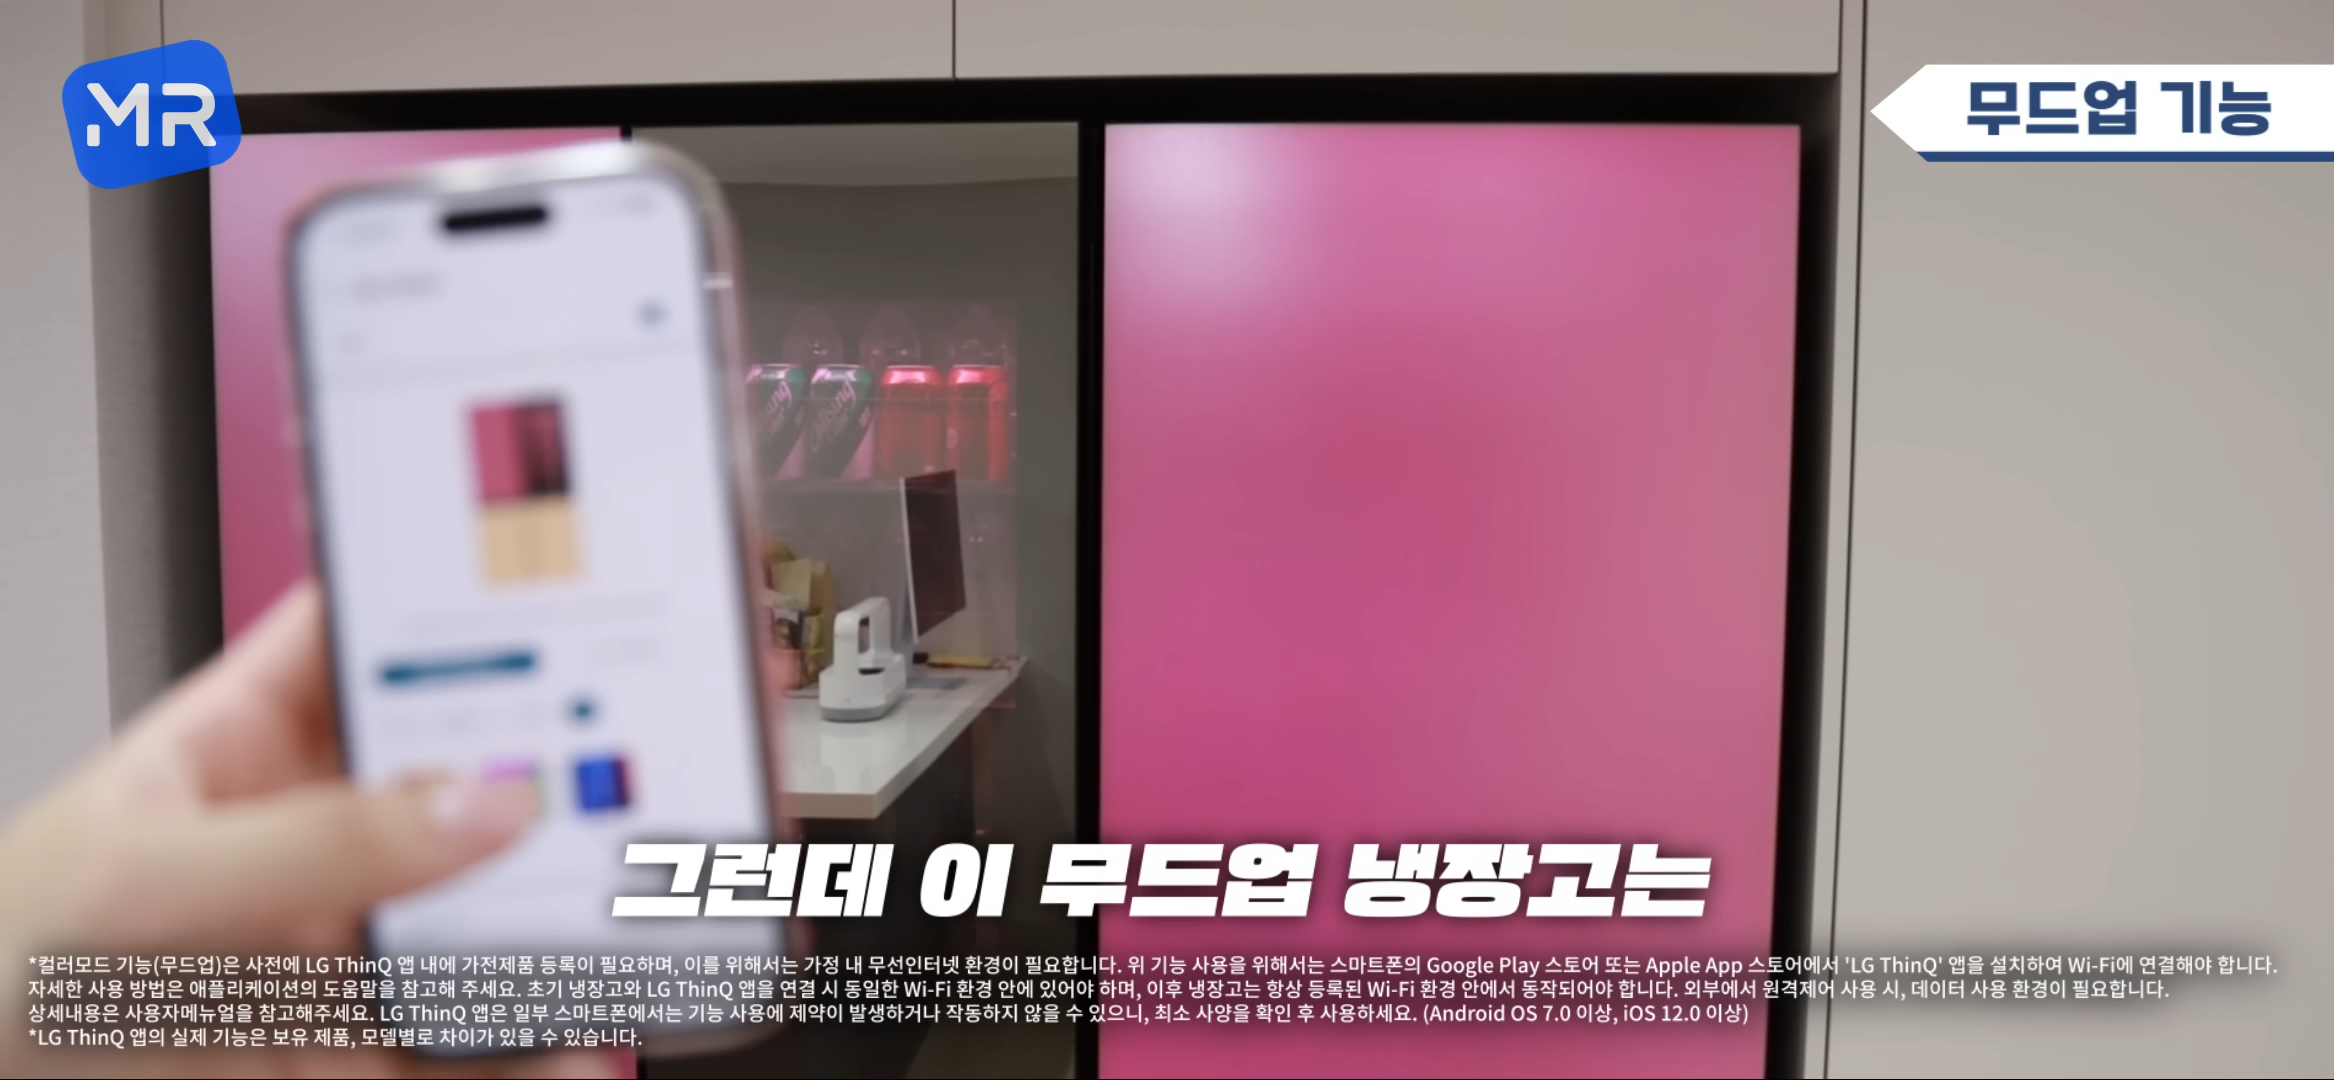 MR
무드업 기능
그런데 이 무드업 냉장고는
*컬러모드 기능(무드업)은 사전에 LG ThinQ 앱 내에 가전제품 등록이 필요하며, 이를 위해서는 가정 내 무선인터넷 환경이 필요합니다. 위 기능 사용을 위해서는 스마트폰의 Google Play 스토어 또는 Apple App 스토어에서 'LG ThinQ' 앱을 설치하여 Wi-Fi에 연결해야 합니다.
자세한 사용 방법은 애플리케이션의 도움말을 참고해 주세요. 초기 냉장고와 LG ThinQ 앱을 연결 시 동일한 Wi-Fi 환경 안에 있어야 하며, 이후 냉장고는 항상 등록된 Wi-Fi 환경 안에서 동작되어야 합니다. 외부에서 원격제어 사용 시, 데이터 사용 환경이 필요합니다.
상세내용은 사용자메뉴얼을 참고해주세요. LG ThinQ 앱은 일부 스마트폰에서는 기능 사용에 제약이 발생하거나 작동하지 않을 수 있으니, 최소 사양을 확인 후 사용하세요. (Android OS 7.0 이상, iOS 12.0 이상)
*LG ThinQ 앱의 실제 기능은 보유 제품, 모델별로 차이가 있을 수 있습니다.